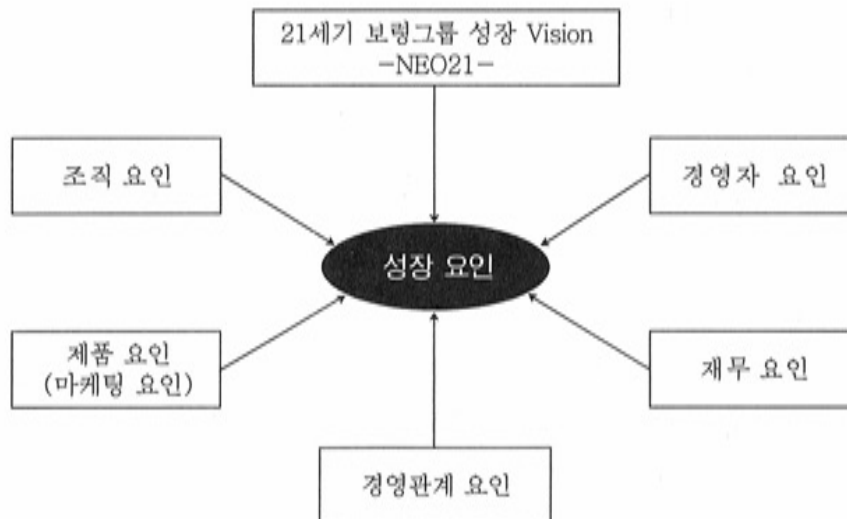 21세기 보령그룹 성장 Vision
-NEO21-
조직 요인
경영자 요인
성장 요인
제품 요인
(마케팅 요인)
재무 요인
경영관계 요인